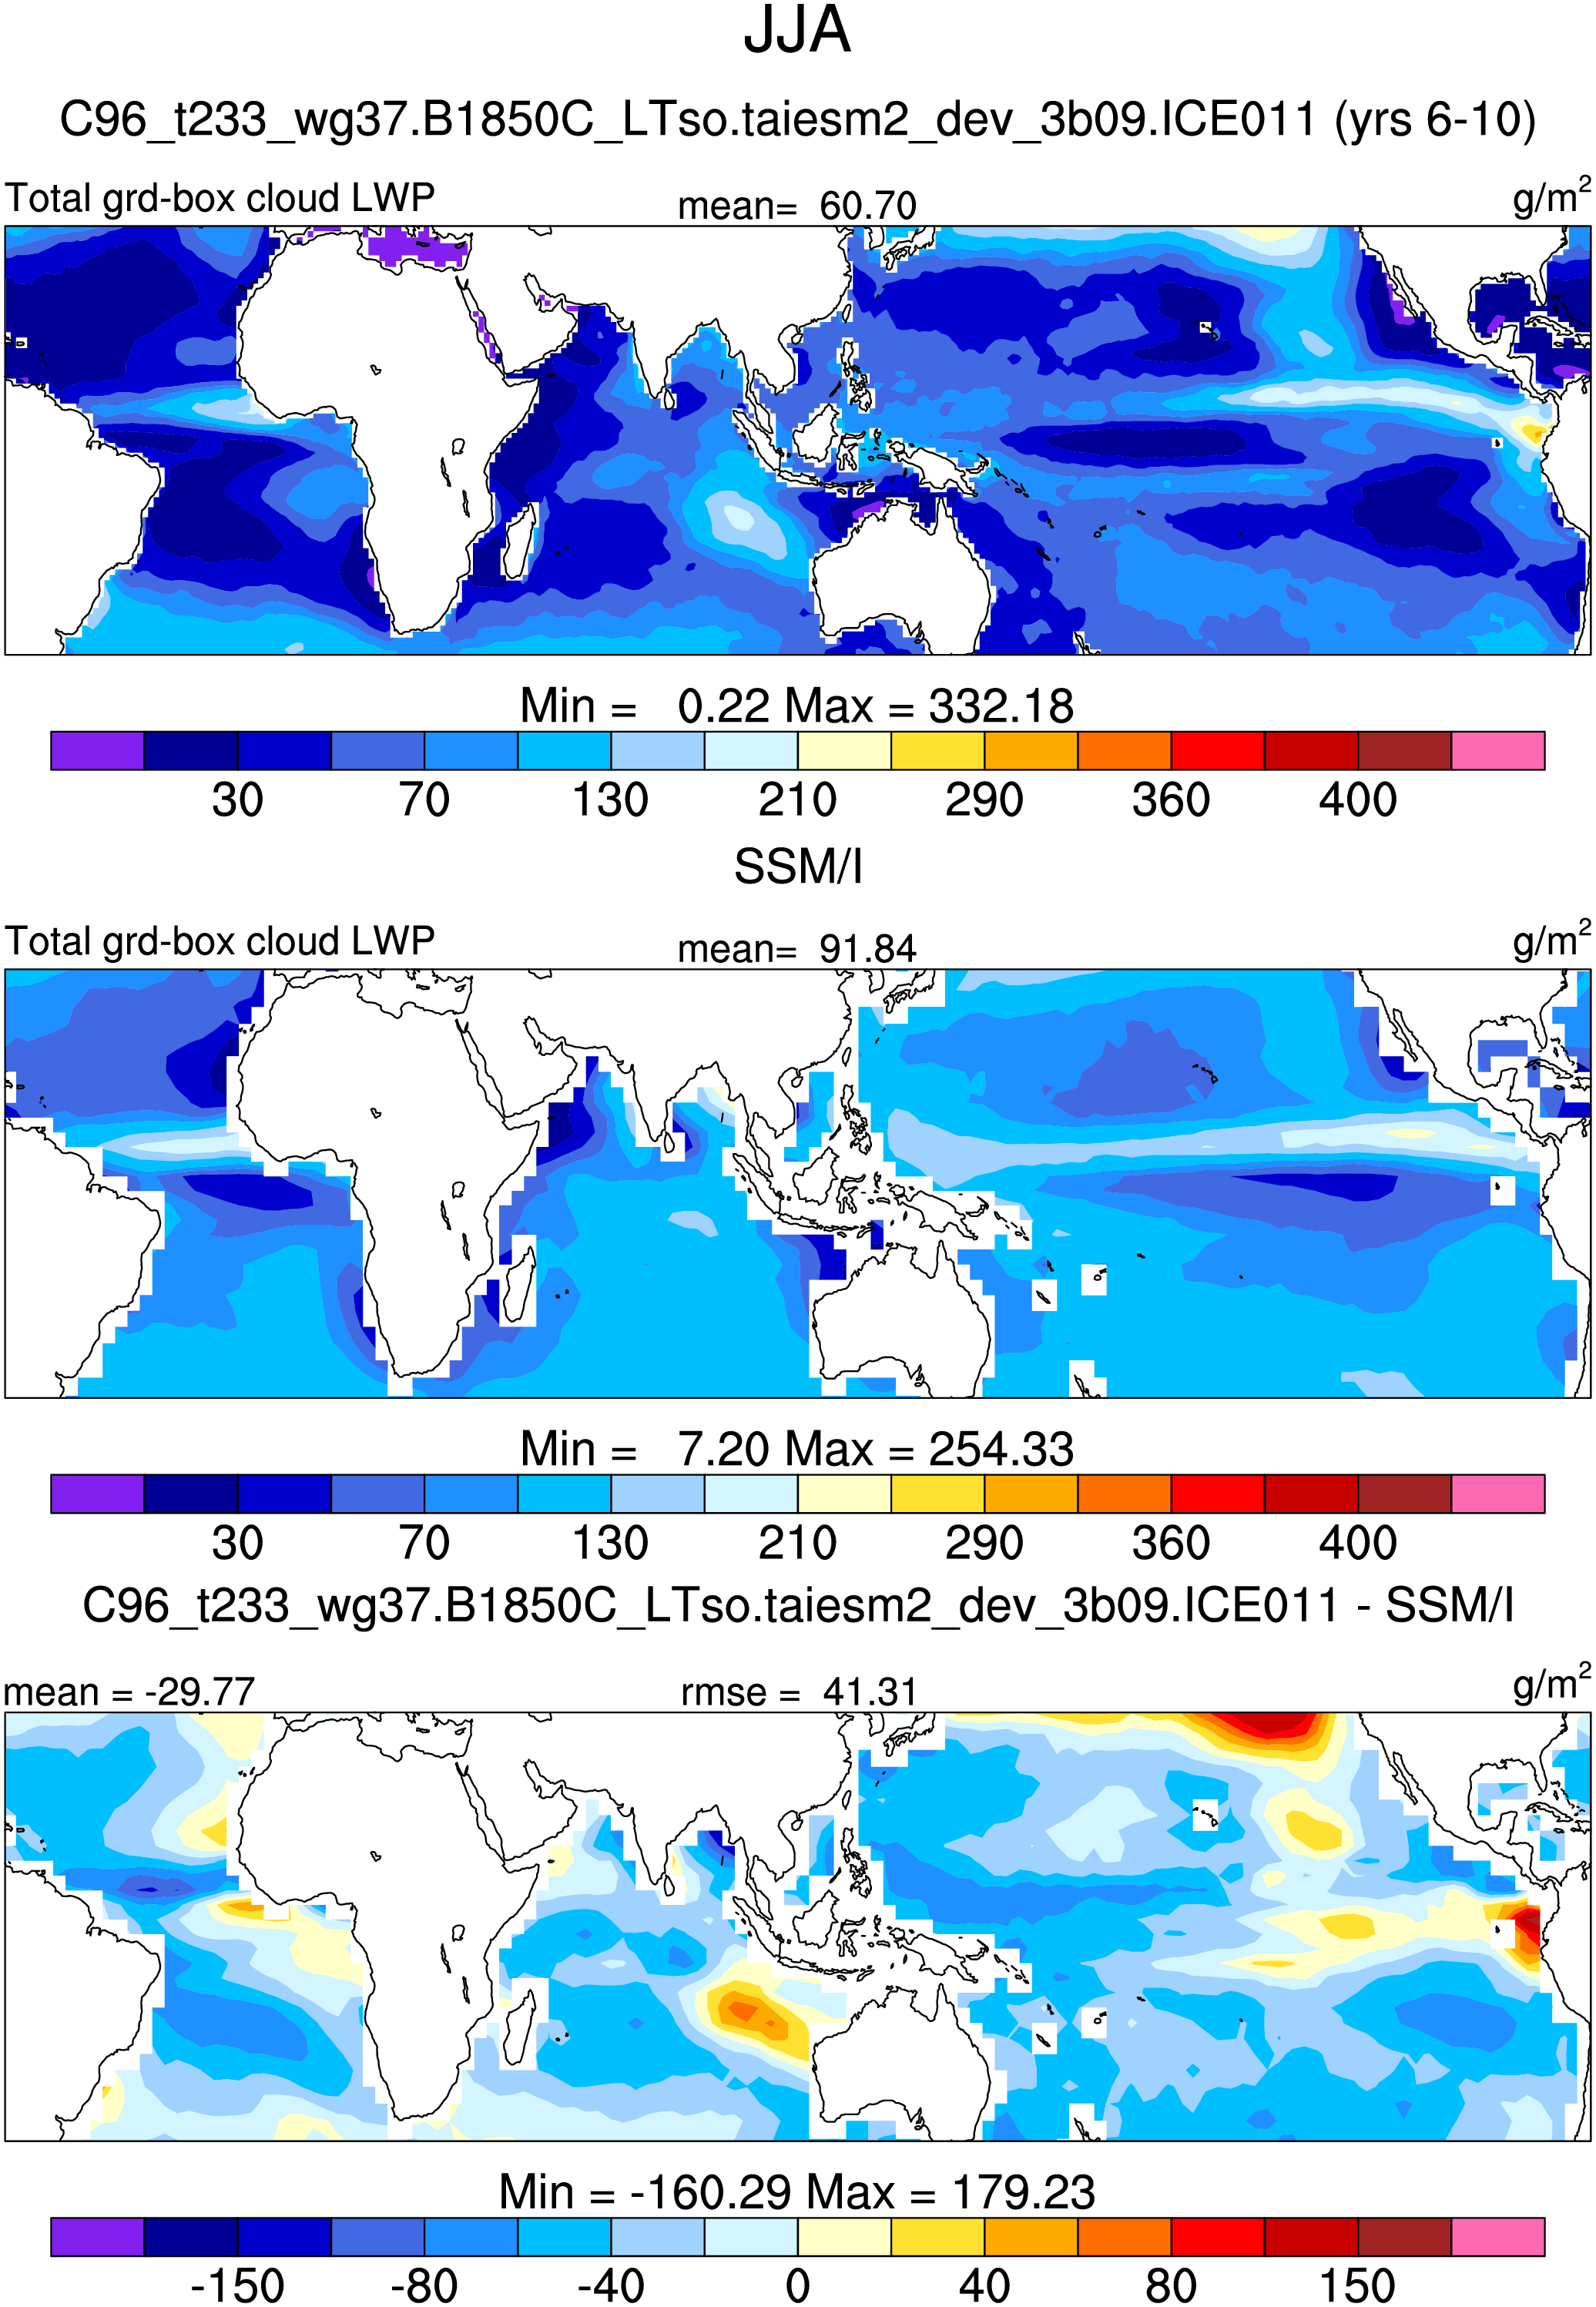 JJA
C96_t233_wg37.B1850C_LTso.taiesm2_dev_3b09.ICE011 (yrs 6-10)
Total grd-box cloud LWP mean= 60.70 g/m²
Min = 0.22 Max = 332.18
30 70 130 210 290 360 400
SSM/I
Total grd-box cloud LWP mean= 91.84 g/m²
Min = 7.20 Max = 254.33
30 70 130 210 290 360 400
C96_t233_wg37.B1850C_LTso.taiesm2_dev_3b09.ICE011 - SSM/I
mean = -29.77 rmse = 41.31 g/m²
Min = -160.29 Max = 179.23
-150 -80 -40 0 40 80 150